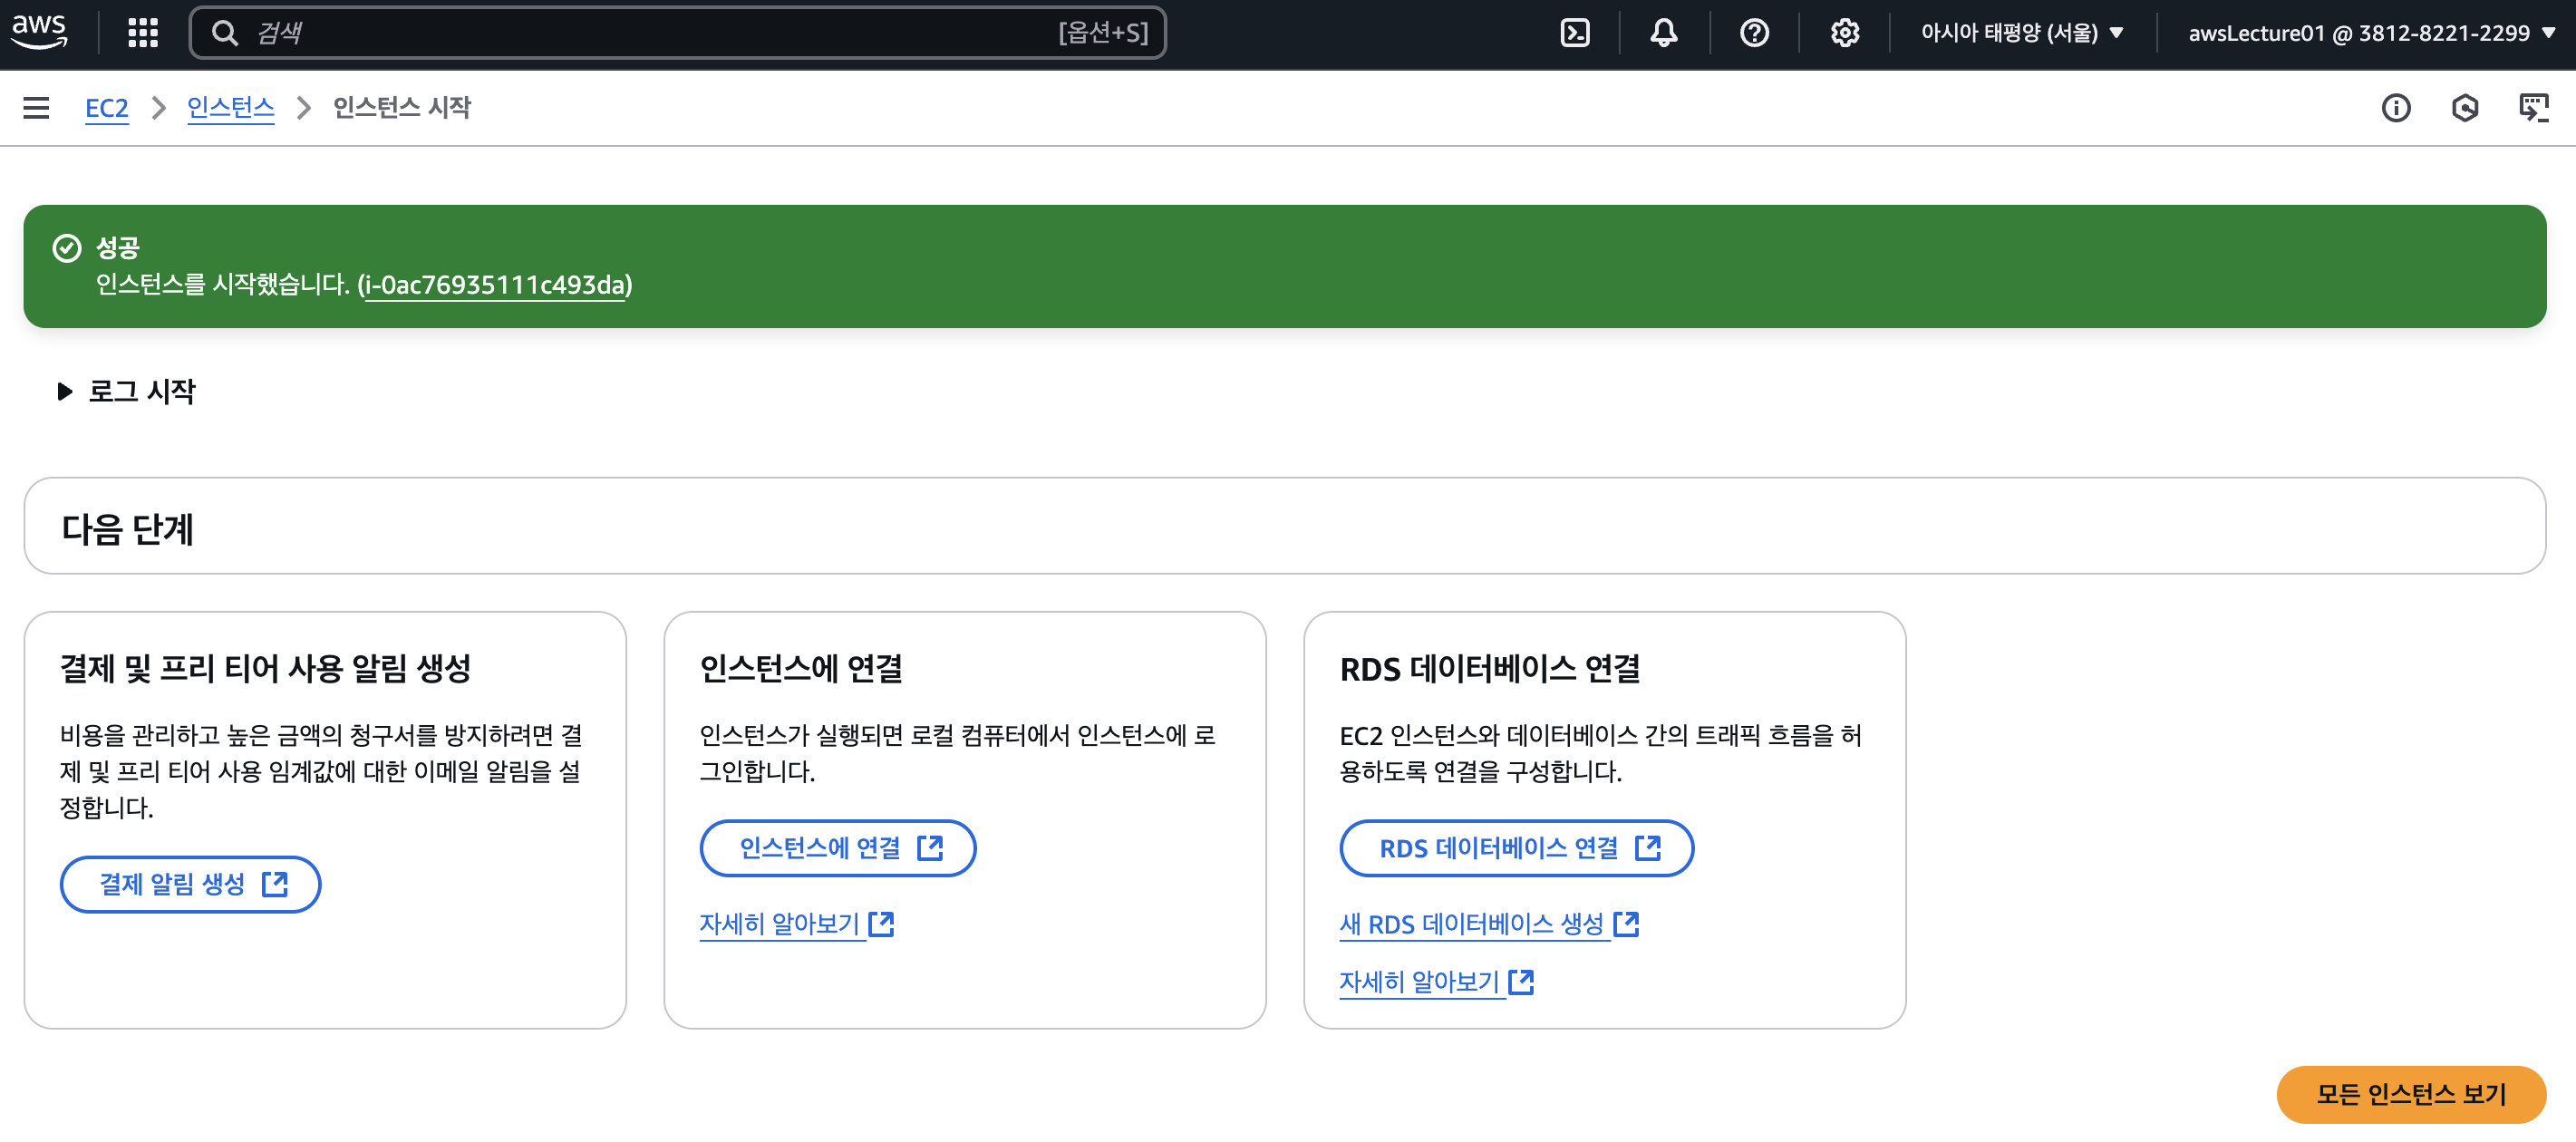 aws
검색
[옵션+S]
아시아 태평양 (서울)
awsLecture01 @ 3812-8221-2299
EC2
인스턴스
인스턴스 시작
성공
인스턴스를 시작했습니다. (i-0ac76935111c493da)
로그 시작
다음 단계
결제 및 프리 티어 사용 알림 생성
비용을 관리하고 높은 금액의 청구서를 방지하려면 결
제 및 프리 티어 사용 임계값에 대한 이메일 알림을 설
정합니다.
결제 알림 생성
인스턴스에 연결
인스턴스가 실행되면 로컬 컴퓨터에서 인스턴스에 로
그인합니다.
인스턴스에 연결
자세히 알아보기
RDS 데이터베이스 연결
EC2 인스턴스와 데이터베이스 간의 트래픽 흐름을 허
용하도록 연결을 구성합니다.
RDS 데이터베이스 연결
새 RDS 데이터베이스 생성
자세히 알아보기
모든 인스턴스 보기